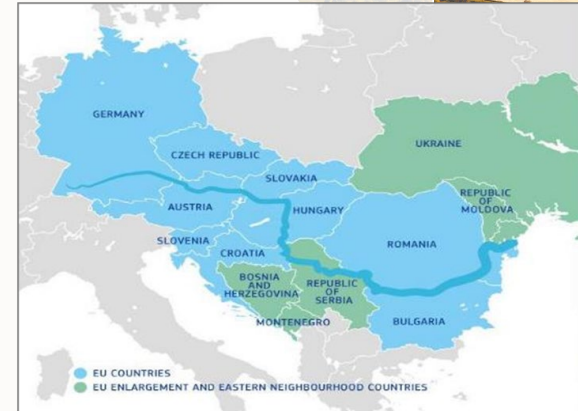 GERMANY
CZECH REPUBLIC
SLOVAKIA
UKRAINE
AUSTRIA
HUNGARY
REPUBLIC
OF
MOLDOVA
SLOVENIA
CROATIA
ROMANIA
BOSNIA
AND
HERZEGOVINA
REPUBLIC
OF
SERBIA
MONTENEGRO
BULGARIA
EU COUNTRIES
EU ENLARGEMENT AND EASTERN NEIGHBOURHOOD COUNTRIES